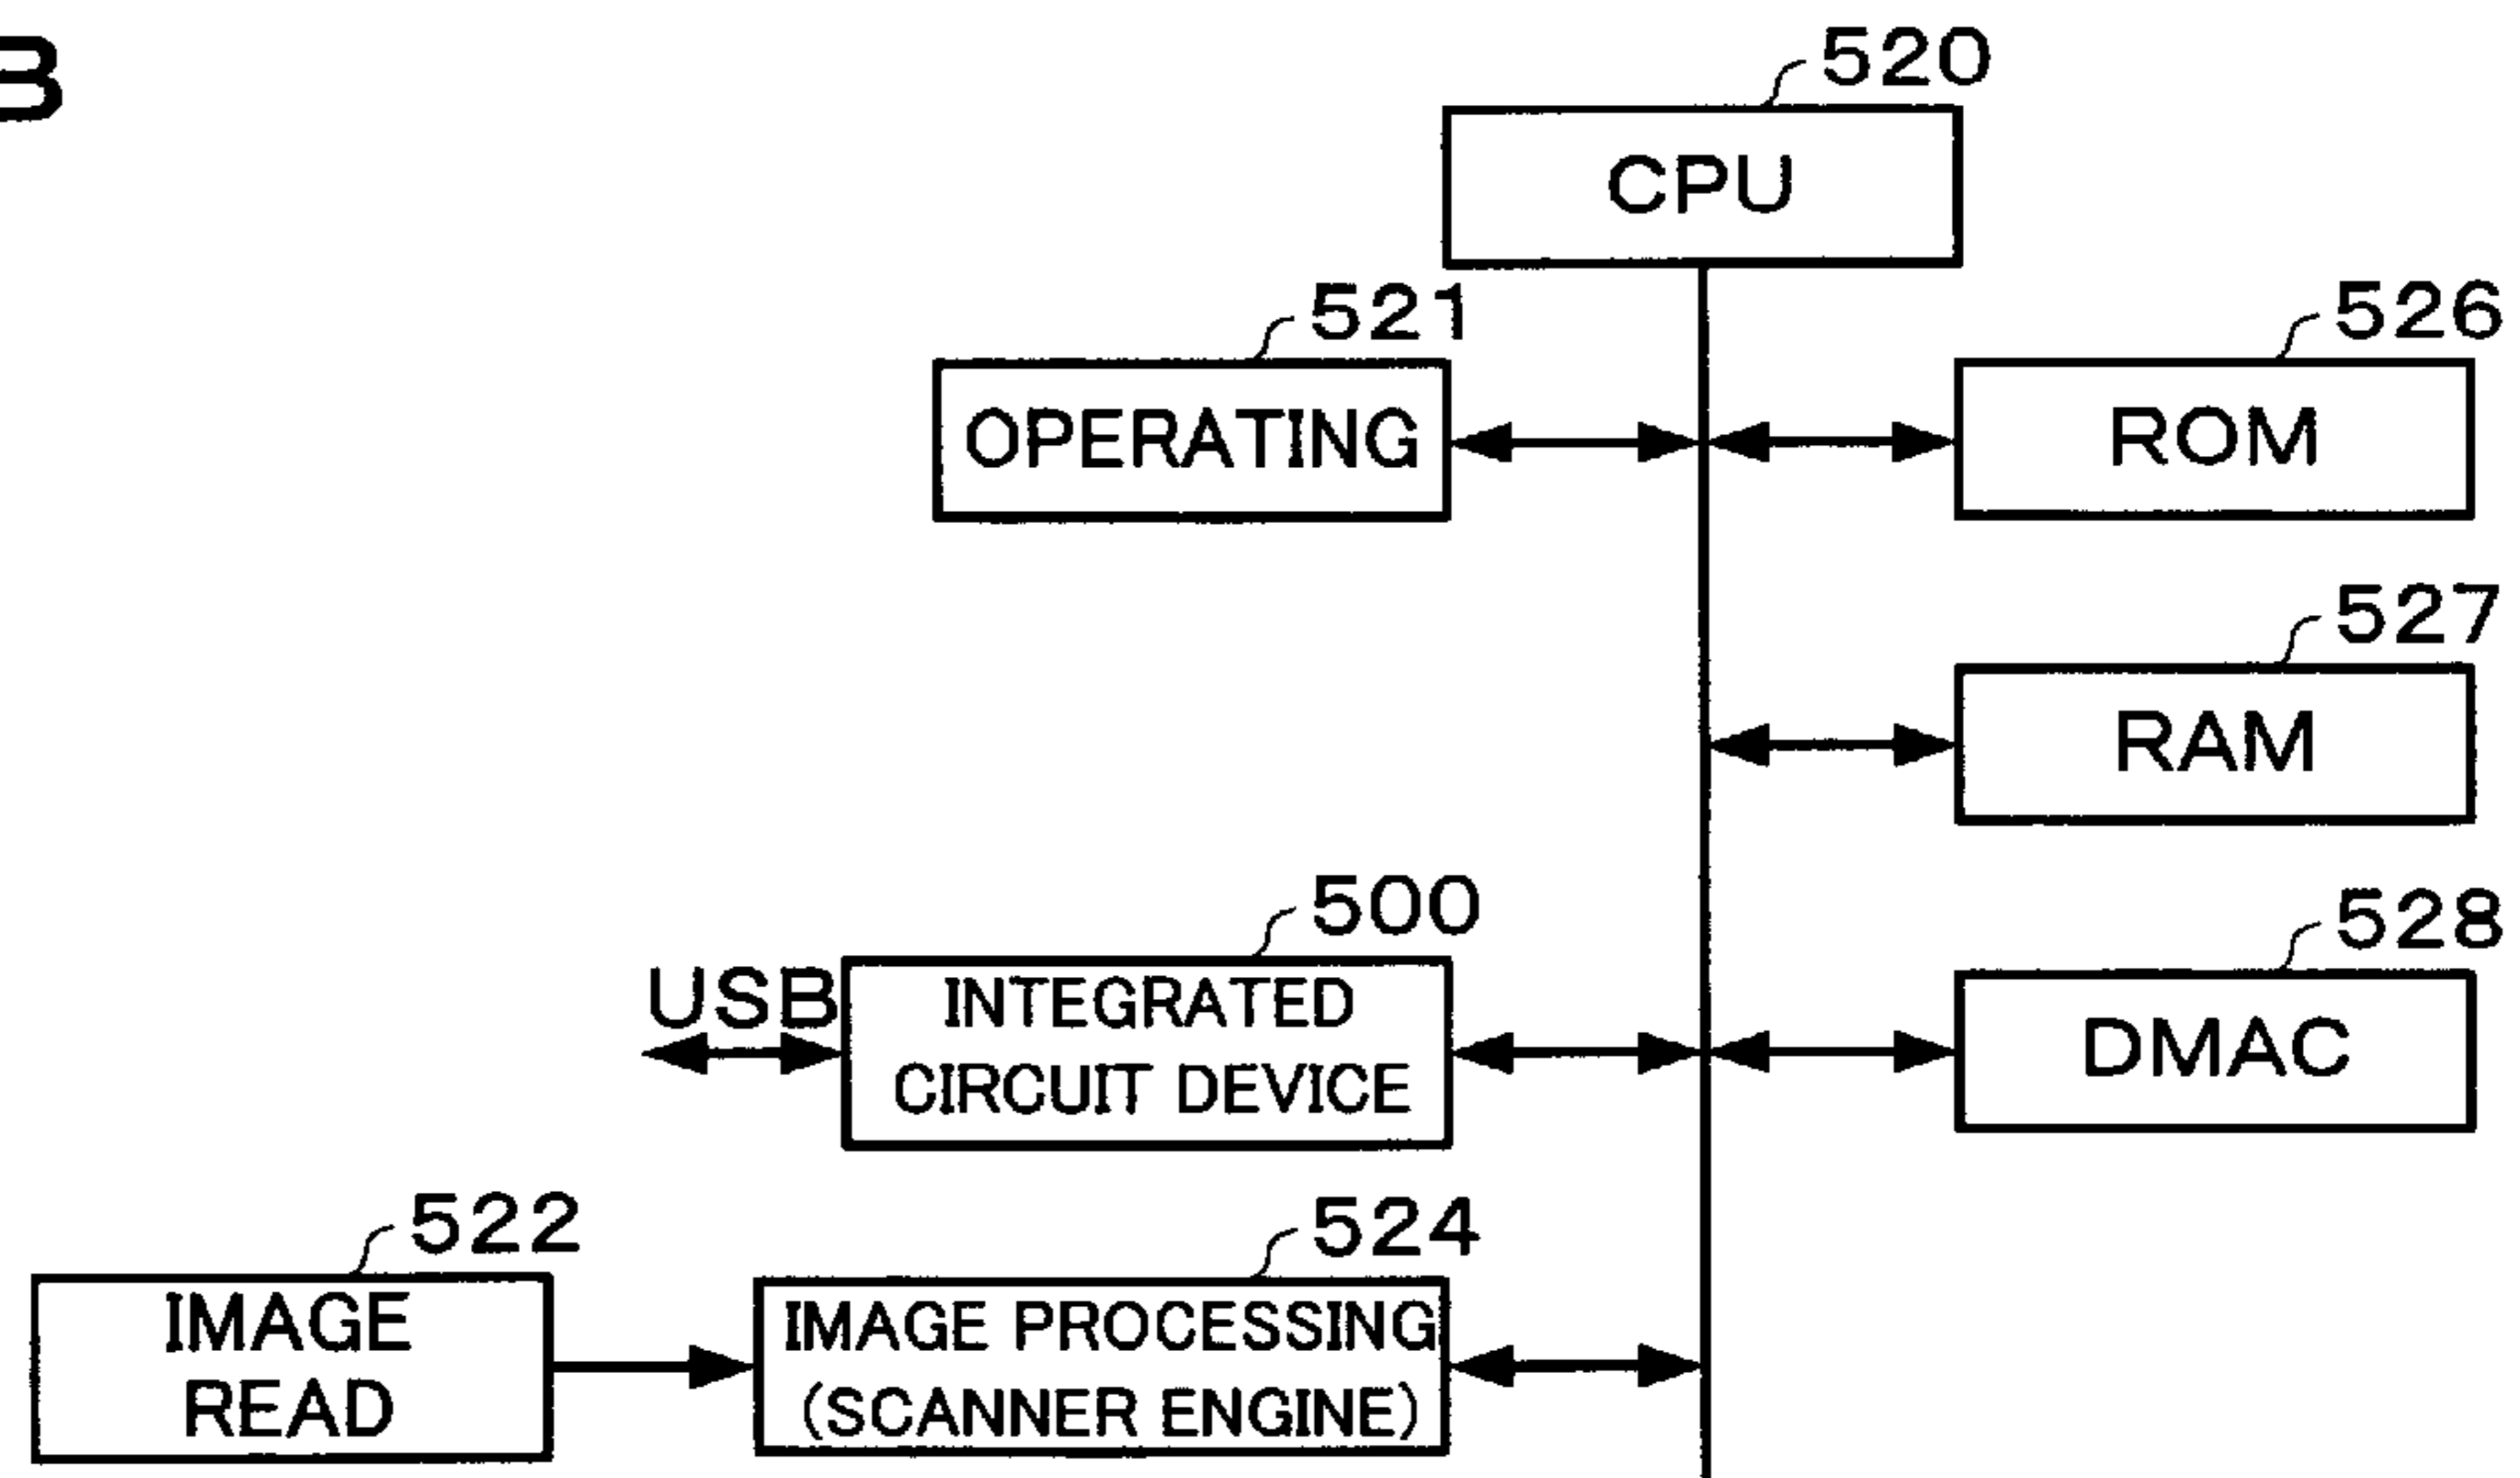 B
520
CPU
521
526
OPERATING
ROM
527
RAM
500
528
USB
INTEGRATED
CIRCUIT DEVICE
DMAC
522
524
IMAGE
READ
IMAGE PROCESSING
(SCANNER ENGINE)